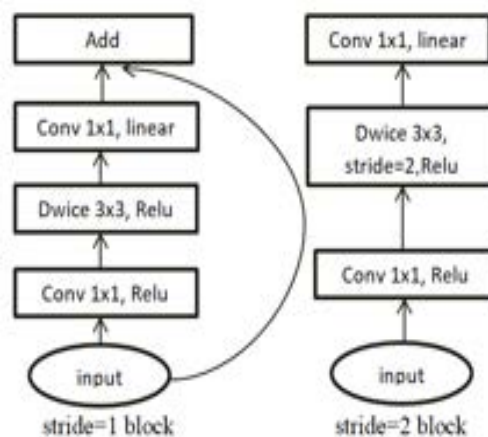 Add
Conv 1x1, linear
Dwice 3x3, Relu
Conv 1x1, Relu
input
stride=1 block
Conv 1x1, linear
Dwice 3x3,
stride=2,Relu
Conv 1x1, Relu
input
stride=2 block